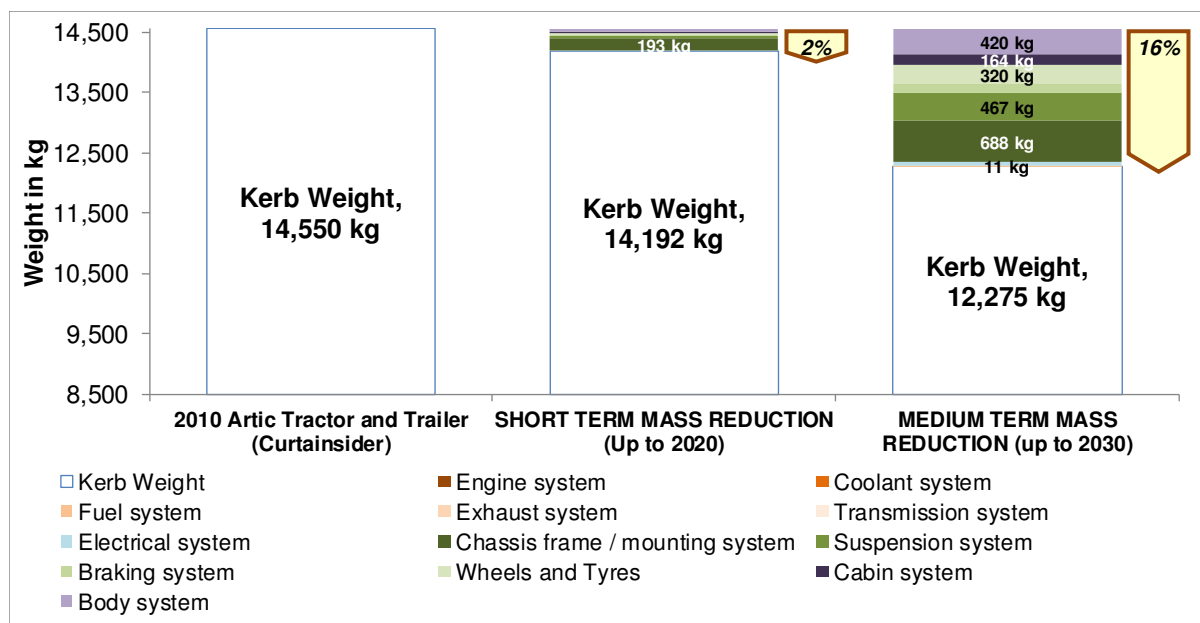 14,500
13,500
12,500
11,500
10,500
9,500
8,500
Weight in kg
Kerb Weight,
14,550 kg
193 kg
2%
Kerb Weight,
14,192 kg
420 kg
164 kg
320 kg
467 kg
688 kg
11 kg
16%
Kerb Weight,
12,275 kg
2010 Artic Tractor and Trailer
(Curtainsider)
SHORT TERM MASS REDUCTION
(Up to 2020)
MEDIUM TERM MASS
REDUCTION (up to 2030)
Kerb Weight
Engine system
Coolant system
Fuel system
Exhaust system
Transmission system
Electrical system
Chassis frame / mounting system
Suspension system
Braking system
Wheels and Tyres
Cabin system
Body system